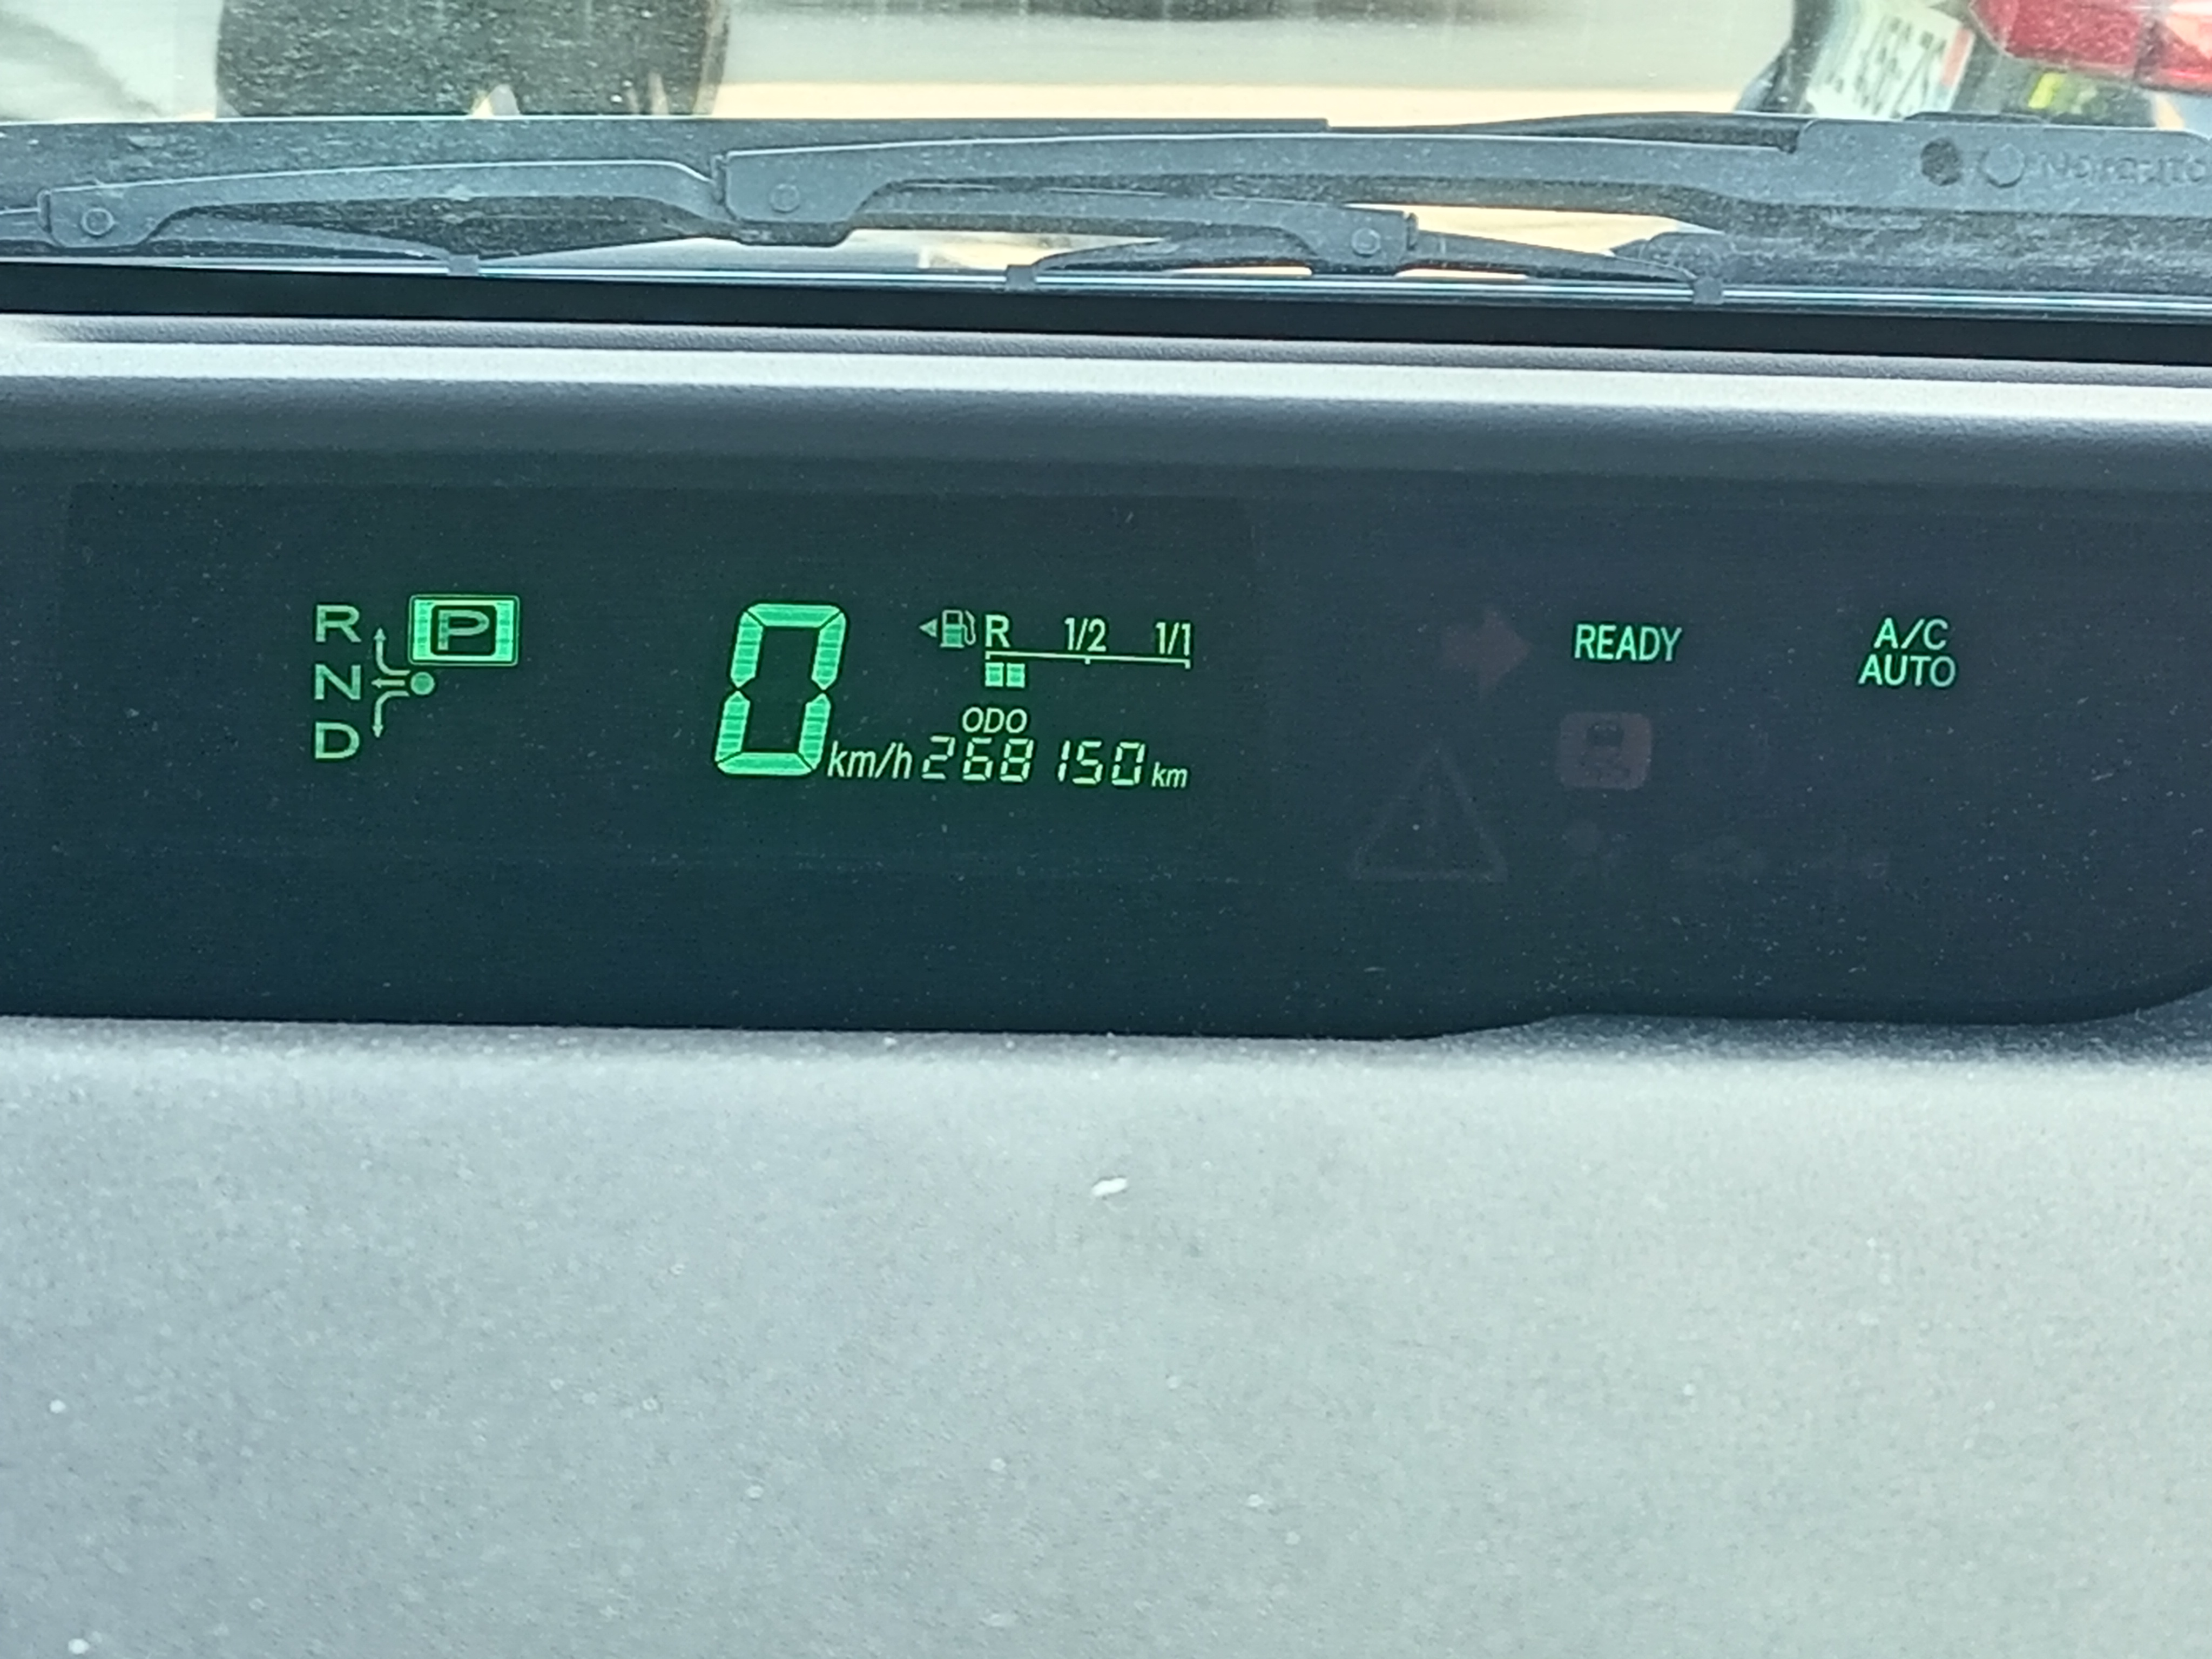 R P
N
D
0 km/h
R 1/2 1/1
ODO
268150 km
READY
A/C
AUTO